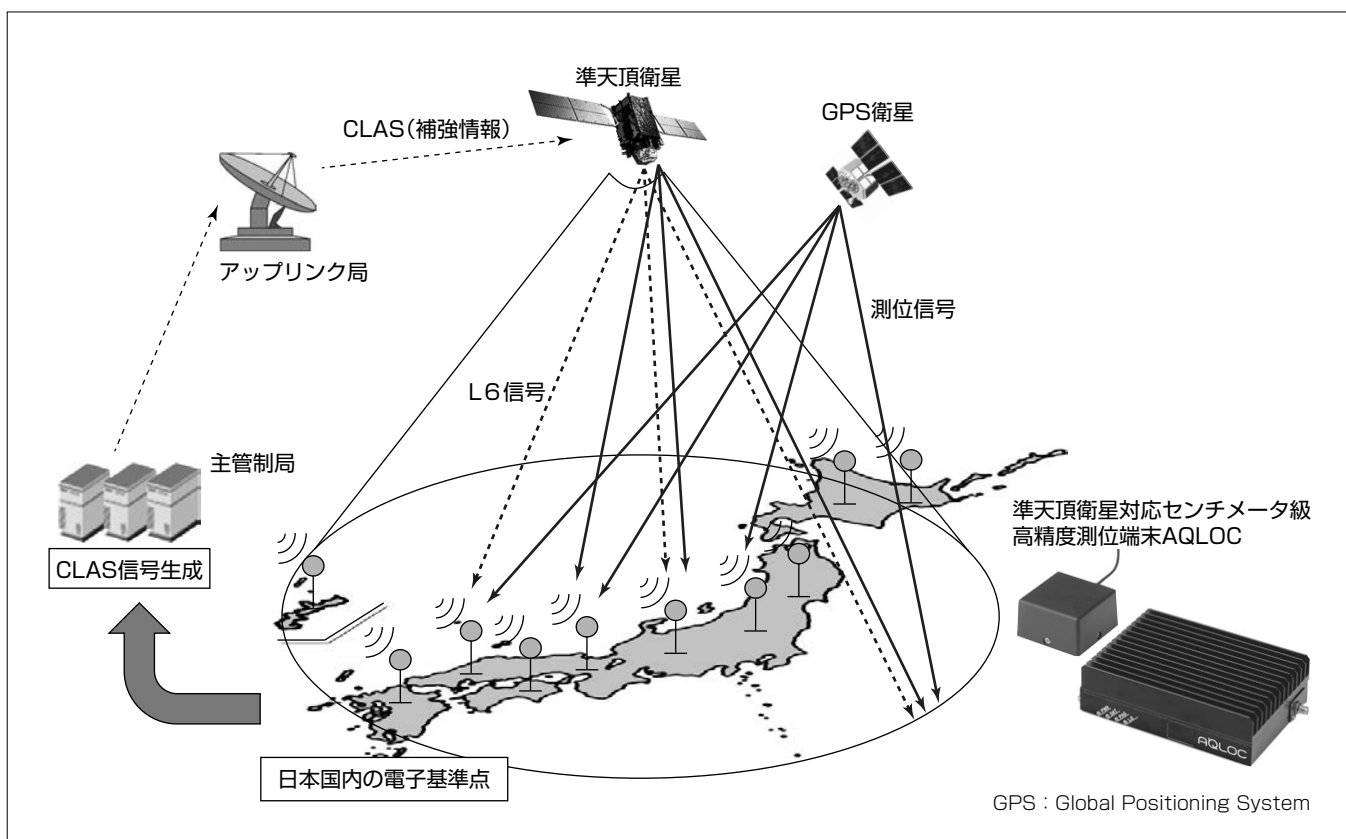 準天頂衛星
GPS衛星
CLAS(補強情報)
アップリンク局
測位信号
L6信号
主管制局
CLAS信号生成
準天頂衛星対応センチメータ級
高精度測位端末AQLOC
AQLOC
日本国内の電子基準点
GPS:Global Positioning System